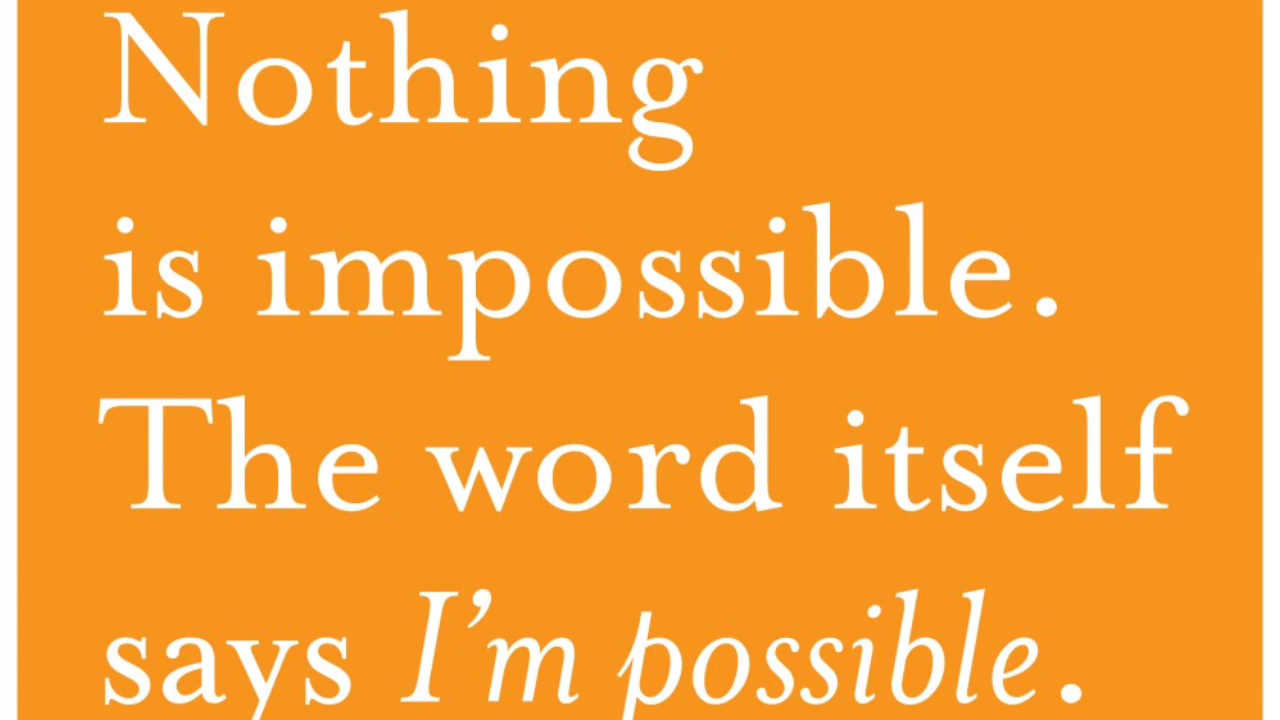 Nothing
is impossible.
The word itself
says I’m possible.